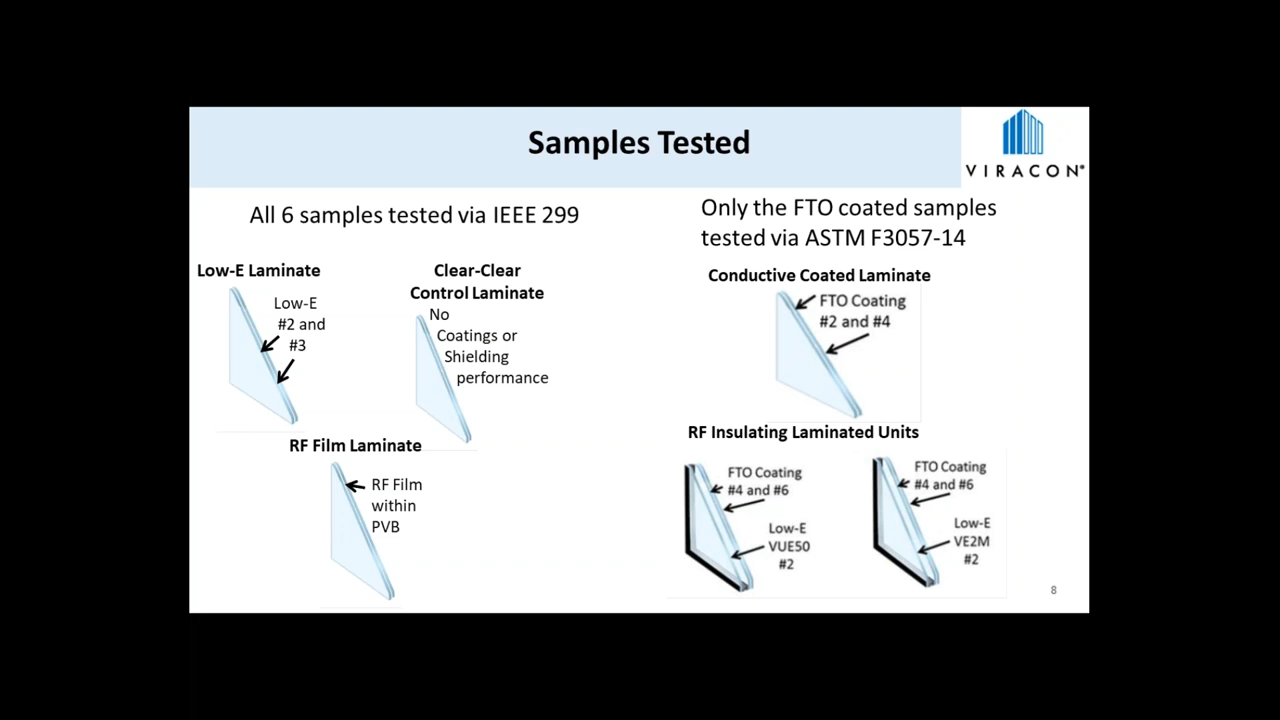 Samples Tested
VIRACON®
All 6 samples tested via IEEE 299
Low-E Laminate
Low-E
#2 and
#3
Clear-Clear
Control Laminate
No
Coatings or
Shielding
performance
RF Film Laminate
RF Film
within
PVB
Only the FTO coated samples
tested via ASTM F3057-14
Conductive Coated Laminate
FTO Coating
#2 and #4
RF Insulating Laminated Units
FTO Coating
#4 and #6
Low-E
VUE50
#2
FTO Coating
#4 and #6
Low-E
VE2M
#2
8